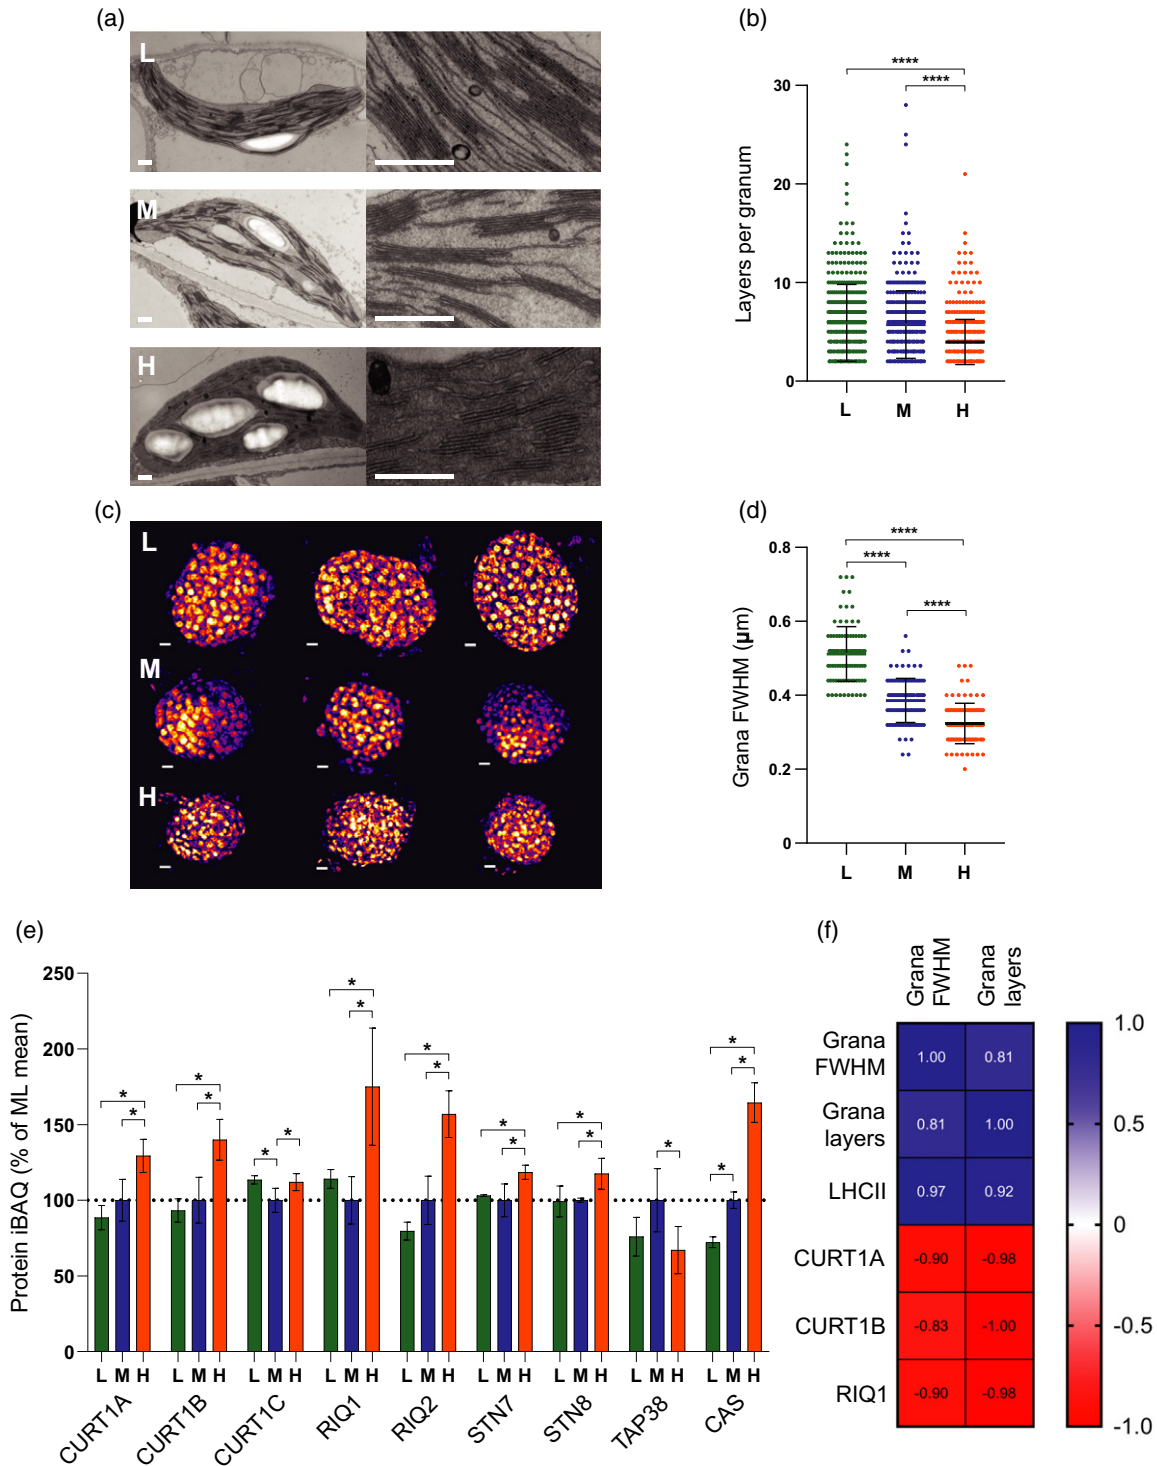 (a)
L
M
H
(b)
Layers per granum
30
20
10
0
****
****
L M H
(c)
L
M
H
(d)
Grana FWHM (µm)
0.8
0.6
0.4
0.2
0
****
****
****
L M H
(e)
Protein iBAQ (% of ML mean)
250
200
150
100
50
0
* * * * * * * * * * * * * * * * * * *
L M H L M H L M H L M H L M H L M H L M H L M H L M H
CURT1A CURT1B CURT1C RIQ1 RIQ2 STN7 STN8 TAP38 CAS
(f)
Grana
FWHM
Grana
layers
Grana
FWHM
1.00 0.81
Grana
layers
0.81 1.00
LHCII 0.97 0.92
CURT1A -0.90 -0.98
CURT1B -0.83 -1.00
RIQ1 -0.90 -0.98
1.0
0.5
0
-0.5
-1.0